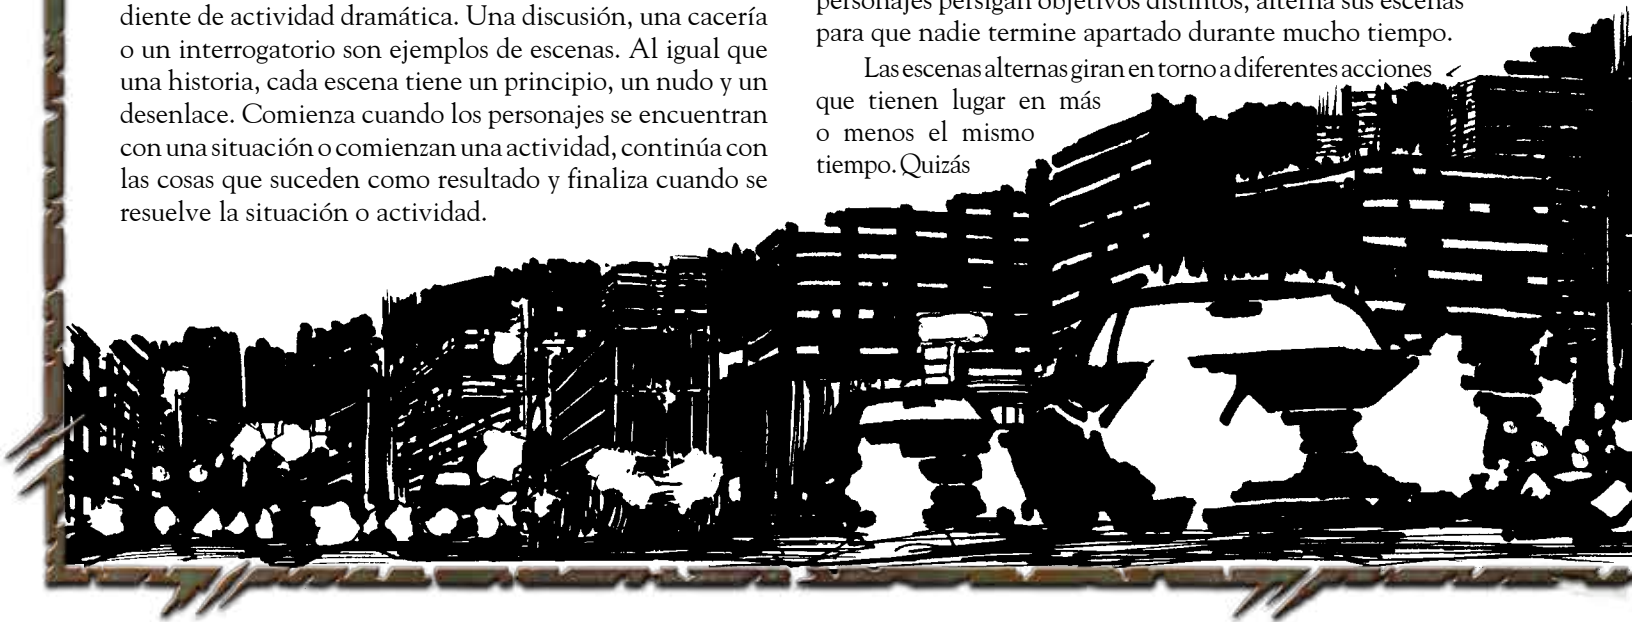 diente de actividad dramática. Una discusión, una cacería
o un interrogatorio son ejemplos de escenas. Al igual que
una historia, cada escena tiene un principio, un nudo y un
desenlace. Comienza cuando los personajes se encuentran
con una situación o comienzan una actividad, continúa con
las cosas que suceden como resultado y finaliza cuando se
resuelve la situación o actividad.
personajes persigan objetivos distintos, alterna sus escenas
para que nadie termine apartado durante mucho tiempo.
Las escenas alternas giran en torno a diferentes acciones
que tienen lugar en más
o menos el mismo
tiempo. Quizás